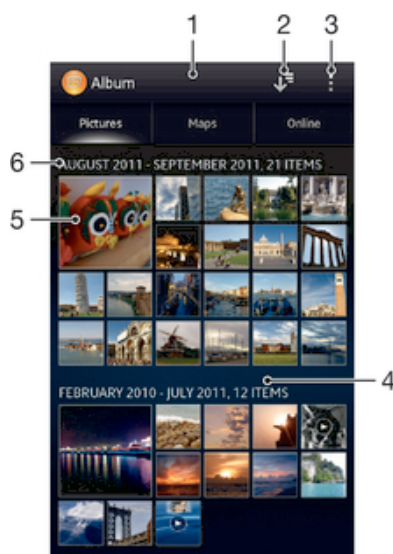 1 2 3
Album
Pictures Maps Online
6 AUGUST 2011 - SEPTEMBER 2011, 21 ITEMS
5
4
FEBRUARY 2010 - JULY 2011, 12 ITEMS